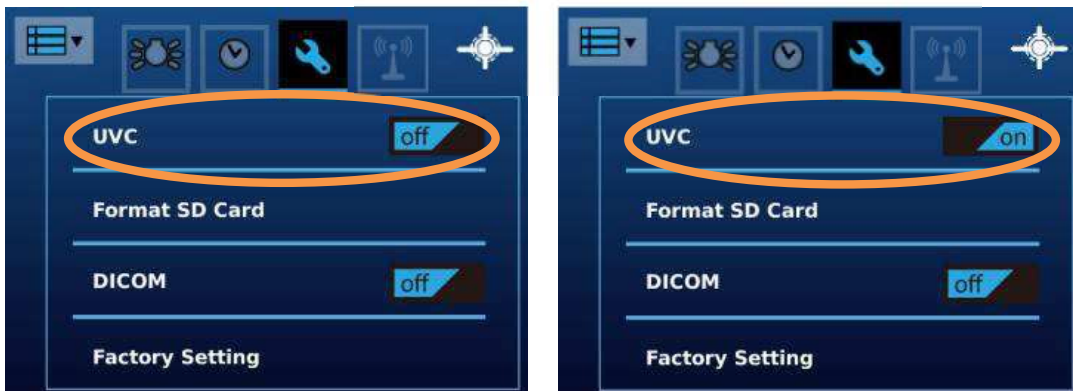 UVC off
Format SD Card
DICOM off
Factory Setting
UVC on
Format SD Card
DICOM off
Factory Setting